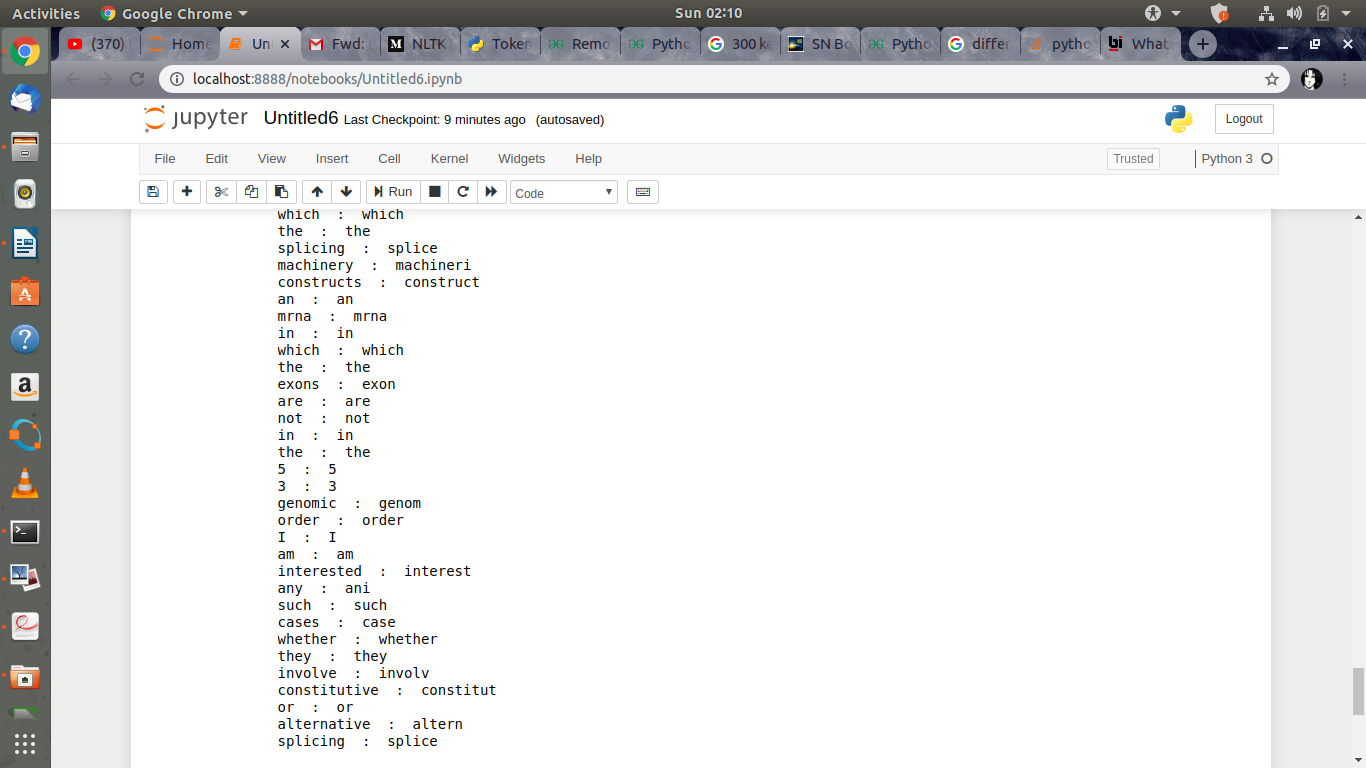 Activities Google Chrome Sun 02:10
(370) Home Un Fwd: NLTK Token Remo Pytho 300 ke SN Bo Pytho differ pytho What
localhost:8888/notebooks/Untitled6.ipynb
jupyter Untitled6 Last Checkpoint: 9 minutes ago (autosaved) Logout
File Edit View Insert Cell Kernel Widgets Help Trusted Python 3
Run Code
which : which
the : the
splicing : splice
machinery : machineri
constructs : construct
an : an
mrna : mrna
in : in
which : which
the : the
exons : exon
are : are
not : not
in : in
the : the
5 : 5
3 : 3
genomic : genom
order : order
I : I
am : am
interested : interest
any : ani
such : such
cases : case
whether : whether
they : they
involve : involv
constitutive : constitut
or : or
alternative : altern
splicing : splice